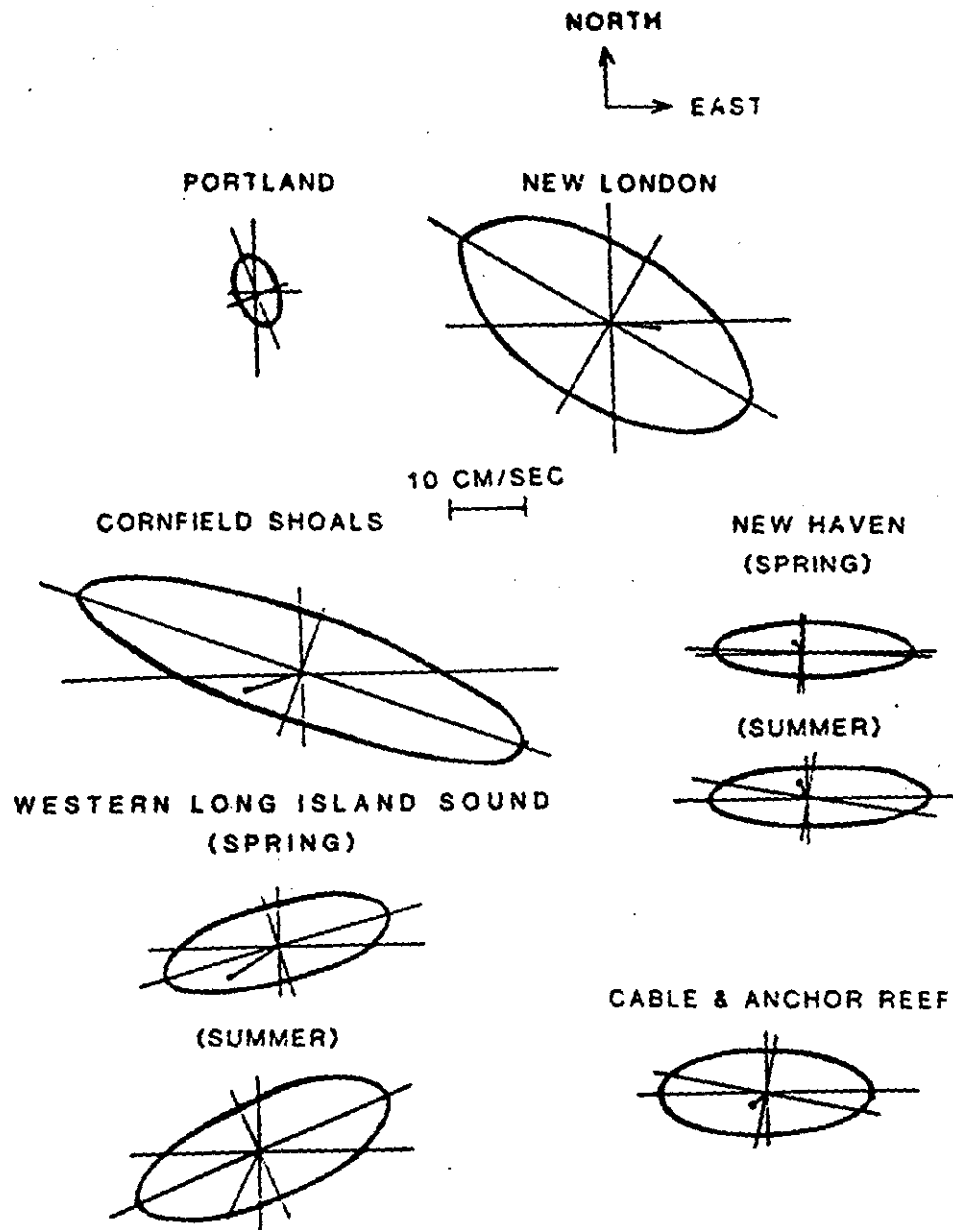 NORTH
EAST
PORTLAND
NEW LONDON
10 CM/SEC
CORNFIELD SHOALS
NEW HAVEN
(SPRING)
(SUMMER)
WESTERN LONG ISLAND SOUND
(SPRING)
(SUMMER)
CABLE & ANCHOR REEF